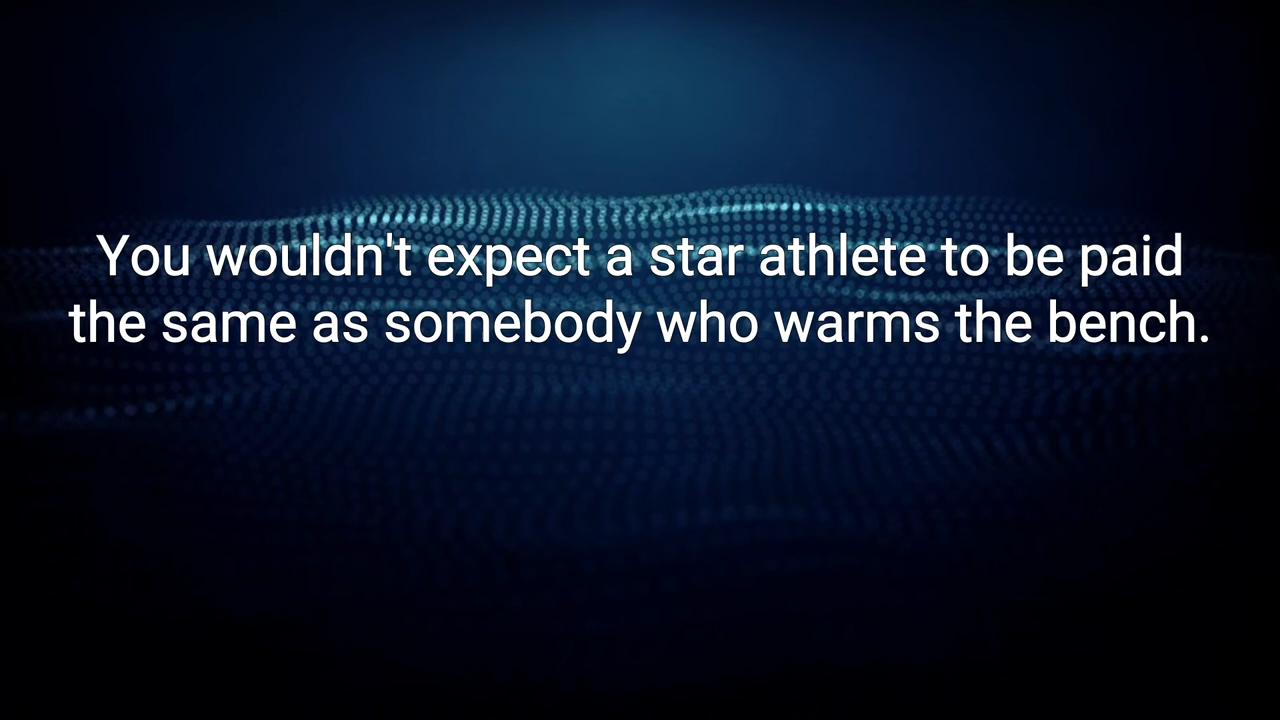 You wouldn't expect a star athlete to be paid
the same as somebody who warms the bench.